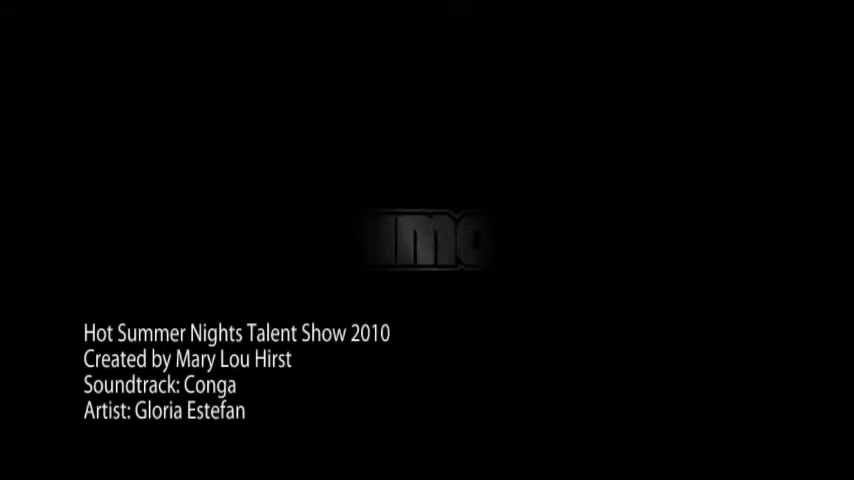 Hot Summer Nights Talent Show 2010
Created by Mary Lou Hirst
Soundtrack: Conga
Artist: Gloria Estefan